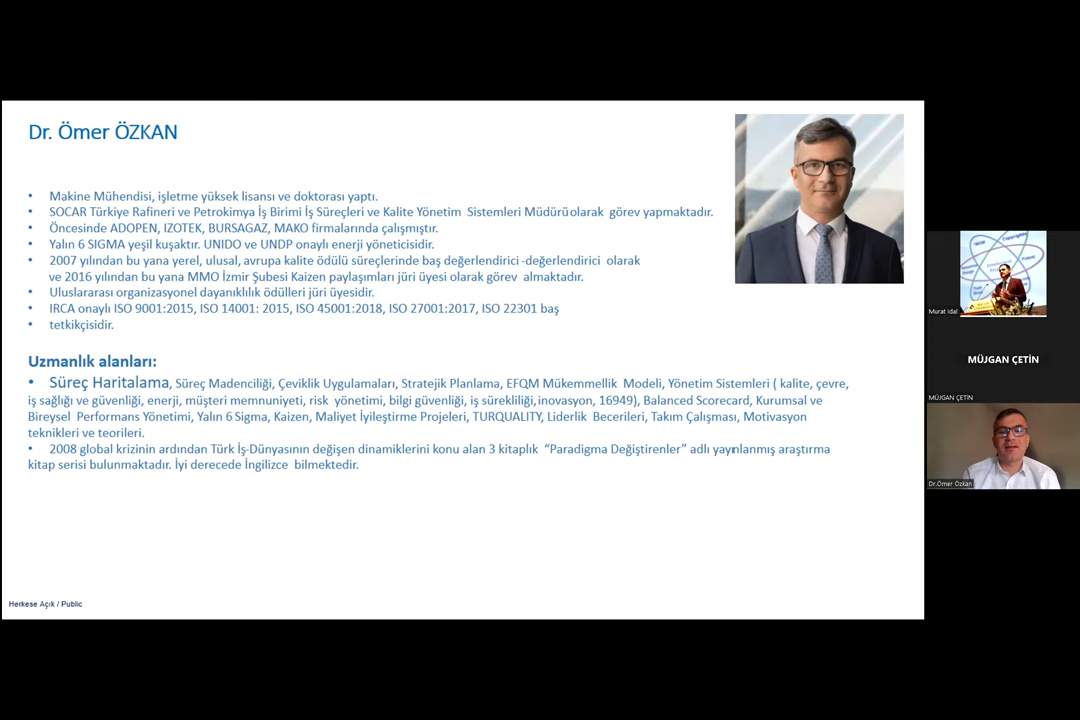 Dr. Ömer ÖZKAN
• Makine Mühendisi, işletme yüksek lisansı ve doktorası yaptı.
• SOCAR Türkiye Rafineri ve Petrokimya İş Birimi İş Süreçleri ve Kalite Yönetim Sistemleri Müdürü olarak görev yapmaktadır.
• Öncesinde ADOPEN, IZOTEK, BURSAGAZ, MAKO firmalarında çalışmıştır.
• Yalın 6 SIGMA yeşil kuşaktır. UNIDO ve UNDP onaylı enerji yöneticisidir.
• 2007 yılından bu yana yerel, ulusal, avrupa kalite ödülü süreçlerinde baş değerlendirici -değerlendirici olarak
ve 2016 yılından bu yana MMO İzmir Şubesi Kaizen paylaşımları jüri üyesi olarak görev almaktadır.
• Uluslararası organizasyonel dayanıklılık ödülleri jüri üyesidir.
• IRCA onaylı ISO 9001:2015, ISO 14001: 2015, ISO 45001:2018, ISO 27001:2017, ISO 22301 baş
• tetkikçisidir.
Uzmanlık alanları:
• Süreç Haritalama, Süreç Madenciliği, Çeviklik Uygulamaları, Stratejik Planlama, EFQM Mükemmellik Modeli, Yönetim Sistemleri ( kalite, çevre,
iş sağlığı ve güvenliği, enerji, müşteri memnuniyeti, risk yönetimi, bilgi güvenliği, iş sürekliliği, inovasyon, 16949), Balanced Scorecard, Kurumsal ve
Bireysel Performans Yönetimi, Yalın 6 Sigma, Kaizen, Maliyet İyileştirme Projeleri, TURQUALITY, Liderlik Becerileri, Takım Çalışması, Motivasyon
teknikleri ve teorileri.
• 2008 global krizinin ardından Türk İş-Dünyasının değişen dinamiklerini konu alan 3 kitaplık “Paradigma Değiştirenler” adlı yayınlanmış araştırma
kitap serisi bulunmaktadır. İyi derecede İngilizce bilmektedir.
Herkese Açık / Public
Murat Idal
MÜJGAN ÇETİN
MÜJGAN ÇETİN
Dr.Ömer Özkan